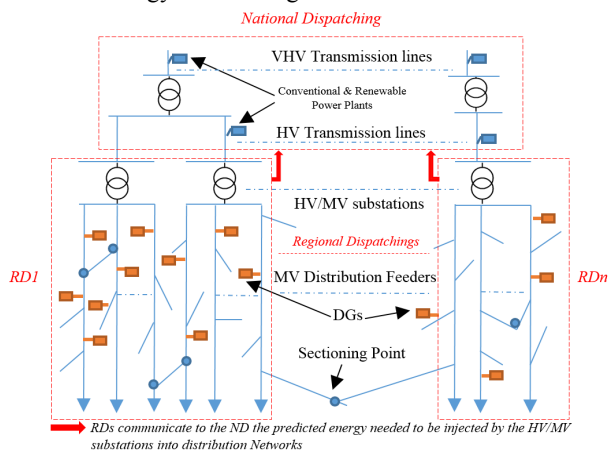 National Dispatching
VHV Transmission lines
Conventional & Renewable
Power Plants
HV Transmission lines
HV/MV substations
Regional Dispatchings
RD1
MV Distribution Feeders
RDn
DGs
Sectioning Point
RDs communicate to the ND the predicted energy needed to be injected by the HV/MV
substations into distribution Networks